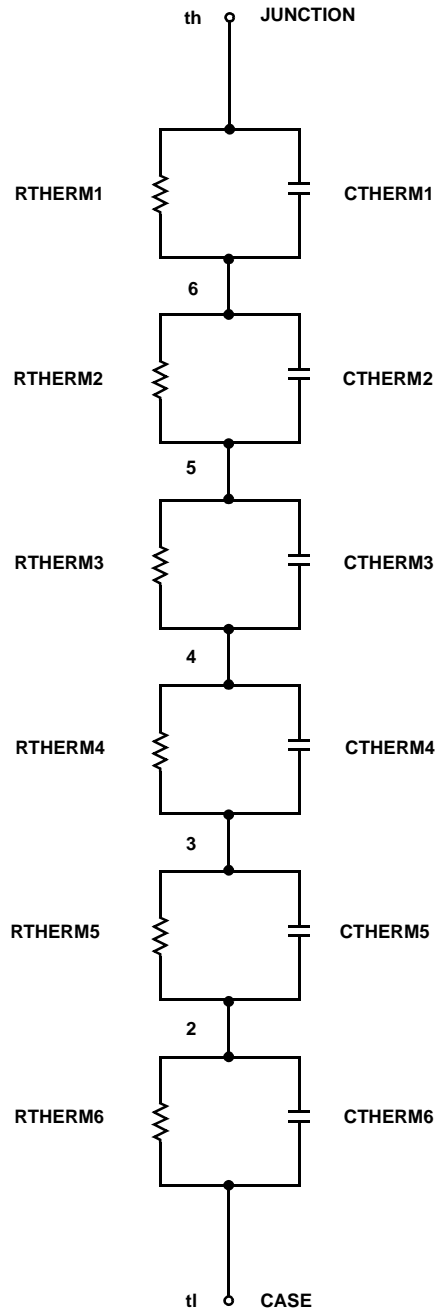 th JUNCTION
RTHERM1 CTHERM1
6
RTHERM2 CTHERM2
5
RTHERM3 CTHERM3
4
RTHERM4 CTHERM4
3
RTHERM5 CTHERM5
2
RTHERM6 CTHERM6
tl CASE